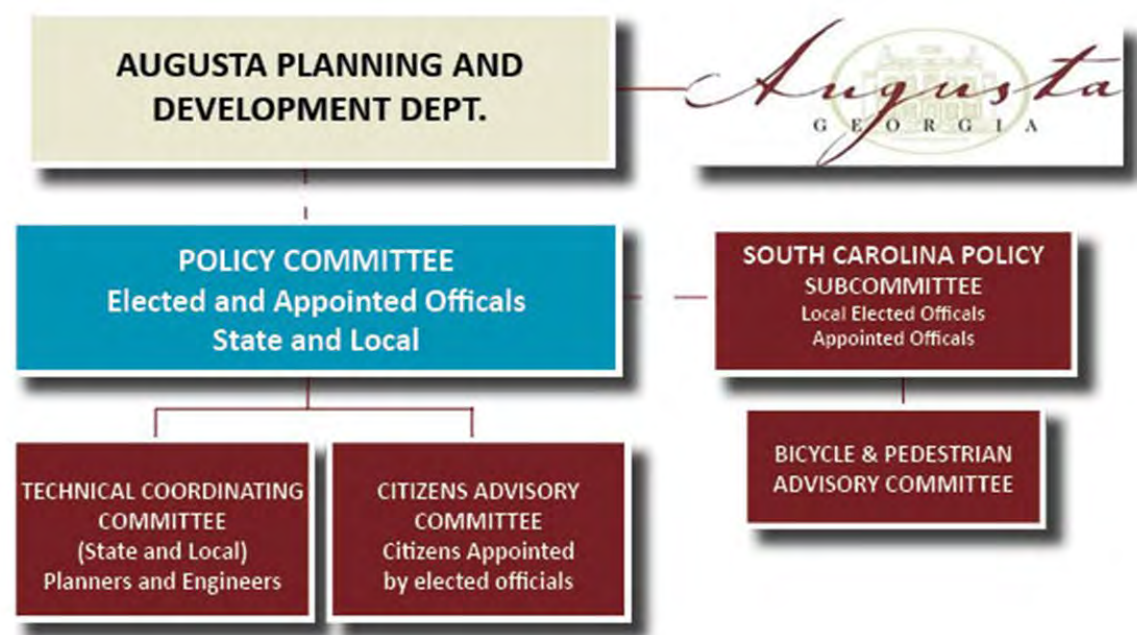 AUGUSTA PLANNING AND
DEVELOPMENT DEPT.
Augusta
GEORGIA
POLICY COMMITTEE
Elected and Appointed Officals
State and Local
SOUTH CAROLINA POLICY
SUBCOMMITTEE
Local Elected Officals
Appointed Officals
TECHNICAL COORDINATING
COMMITTEE
(State and Local)
Planners and Engineers
CITIZENS ADVISORY
COMMITTEE
Citizens Appointed
by elected officials
BICYCLE & PEDESTRIAN
ADVISORY COMMITTEE